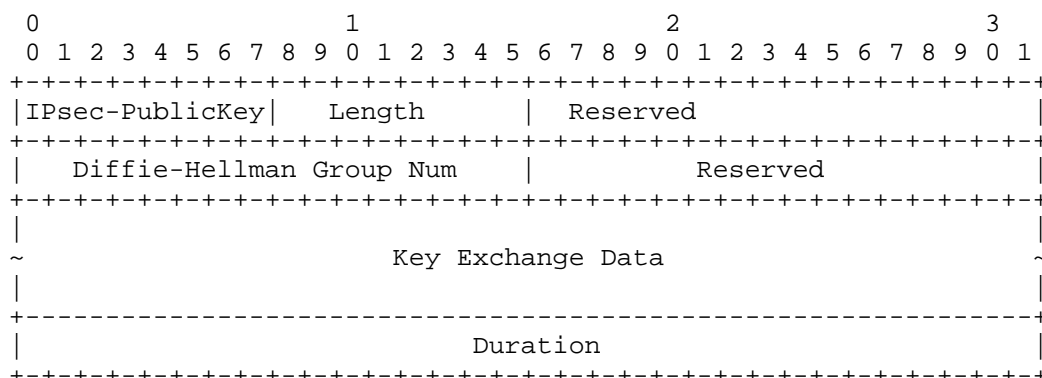 0                   1                   2                   3
 0 1 2 3 4 5 6 7 8 9 0 1 2 3 4 5 6 7 8 9 0 1 2 3 4 5 6 7 8 9 0 1
+-+-+-+-+-+-+-+-+-+-+-+-+-+-+-+-+-+-+-+-+-+-+-+-+-+-+-+-+-+-+-+-+
|IPsec-PublicKey|   Length      |  Reserved                     |
+-+-+-+-+-+-+-+-+-+-+-+-+-+-+-+-+-+-+-+-+-+-+-+-+-+-+-+-+-+-+-+-+
|   Diffie-Hellman Group Num    |          Reserved             |
+-+-+-+-+-+-+-+-+-+-+-+-+-+-+-+-+-+-+-+-+-+-+-+-+-+-+-+-+-+-+-+-+
|                                                               |
~                       Key Exchange Data                       ~
|                                                               |
+---------------------------------------------------------------+
|                            Duration                           |
+-+-+-+-+-+-+-+-+-+-+-+-+-+-+-+-+-+-+-+-+-+-+-+-+-+-+-+-+-+-+-+-+